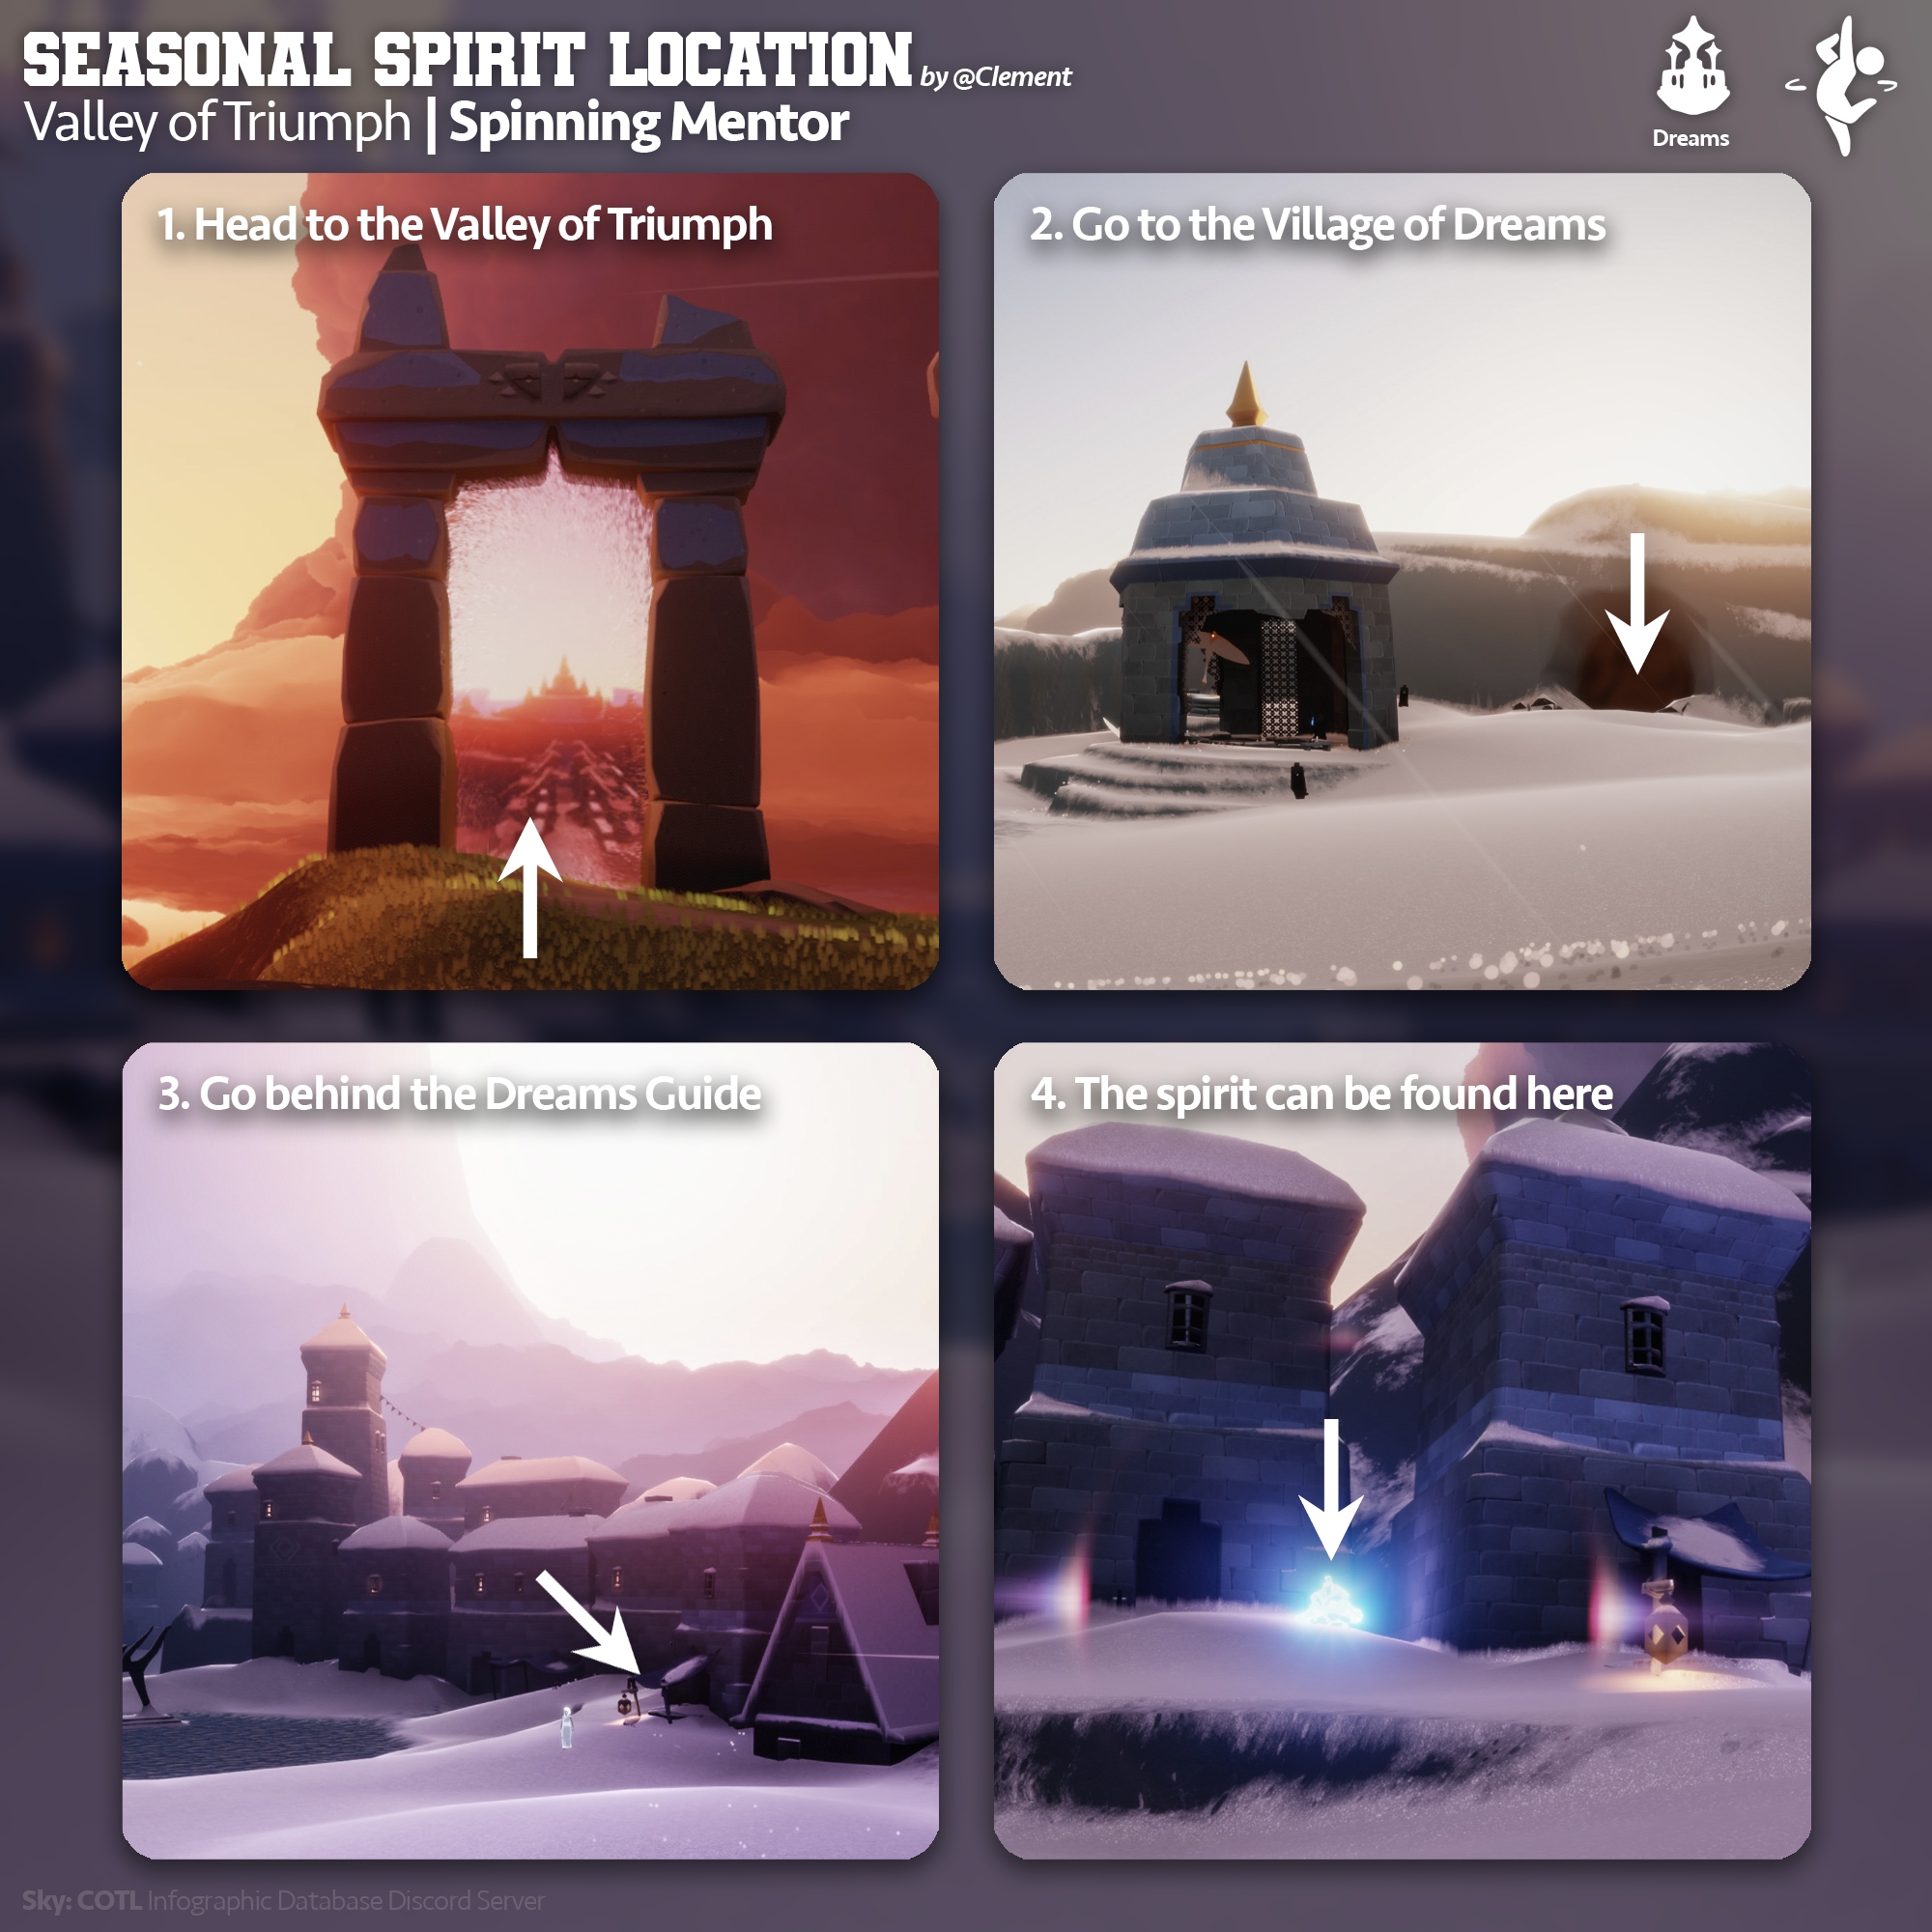 SEASONAL SPIRIT LOCATION by @Clement
Valley of Triumph | Spinning Mentor
Dreams
1. Head to the Valley of Triumph
2. Go to the Village of Dreams
3. Go behind the Dreams Guide
4. The spirit can be found here
Sky: COTL Infographic Database Discord Server